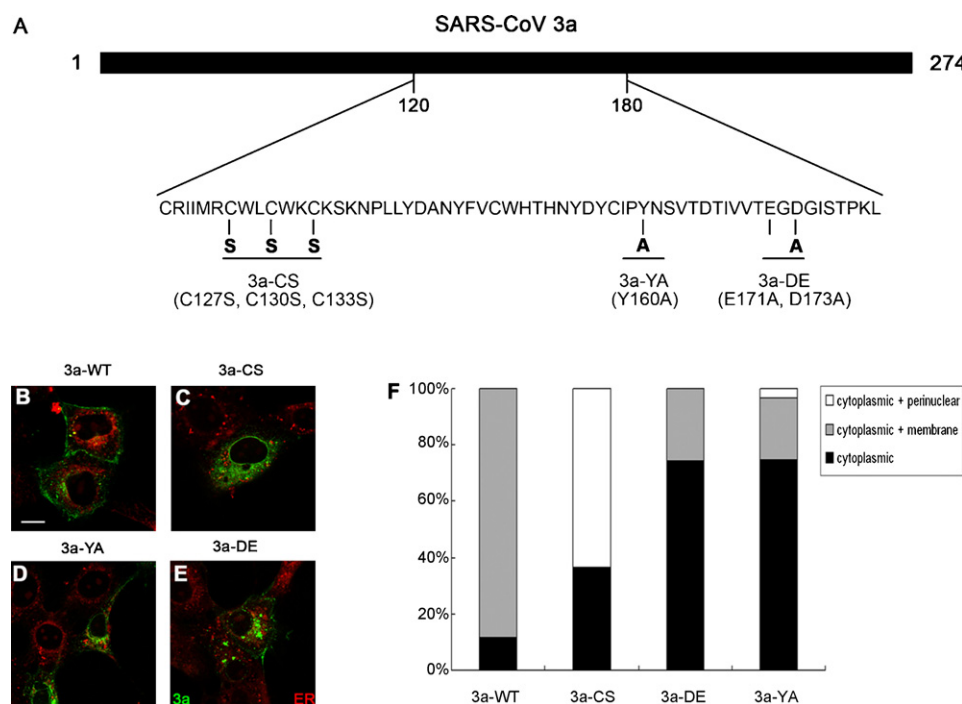 A
SARS-CoV 3a
1
274
120
180
CRIIMRCWLCWKCKSKNPLLYDANYFVCWHTHNYDYCIPYNSVTDTIVVTEGDGISTPKL
S S S A A
3a-CS
(C127S, C130S, C133S)
3a-YA
(Y160A)
3a-DE
(E171A, D173A)
3a-WT
3a-CS
B
C
3a-YA
3a-DE
D
E
3a
ER
F
100%
80%
60%
40%
20%
0%
3a-WT
3a-CS
3a-DE
3a-YA
cytoplasmic + perinuclear
cytoplasmic + membrane
cytoplasmic